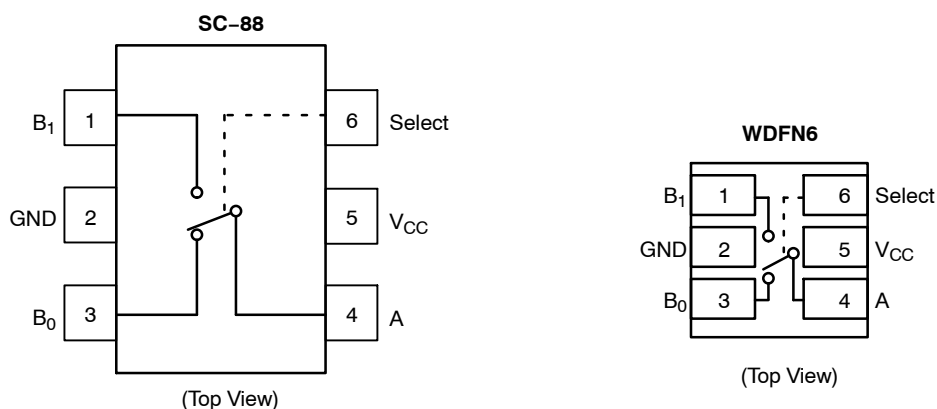 SC–88
B1 1 6 Select
GND 2 5 VCC
B0 3 4 A
(Top View)
WDFN6
B1 1 6 Select
GND 2 5 VCC
B0 3 4 A
(Top View)